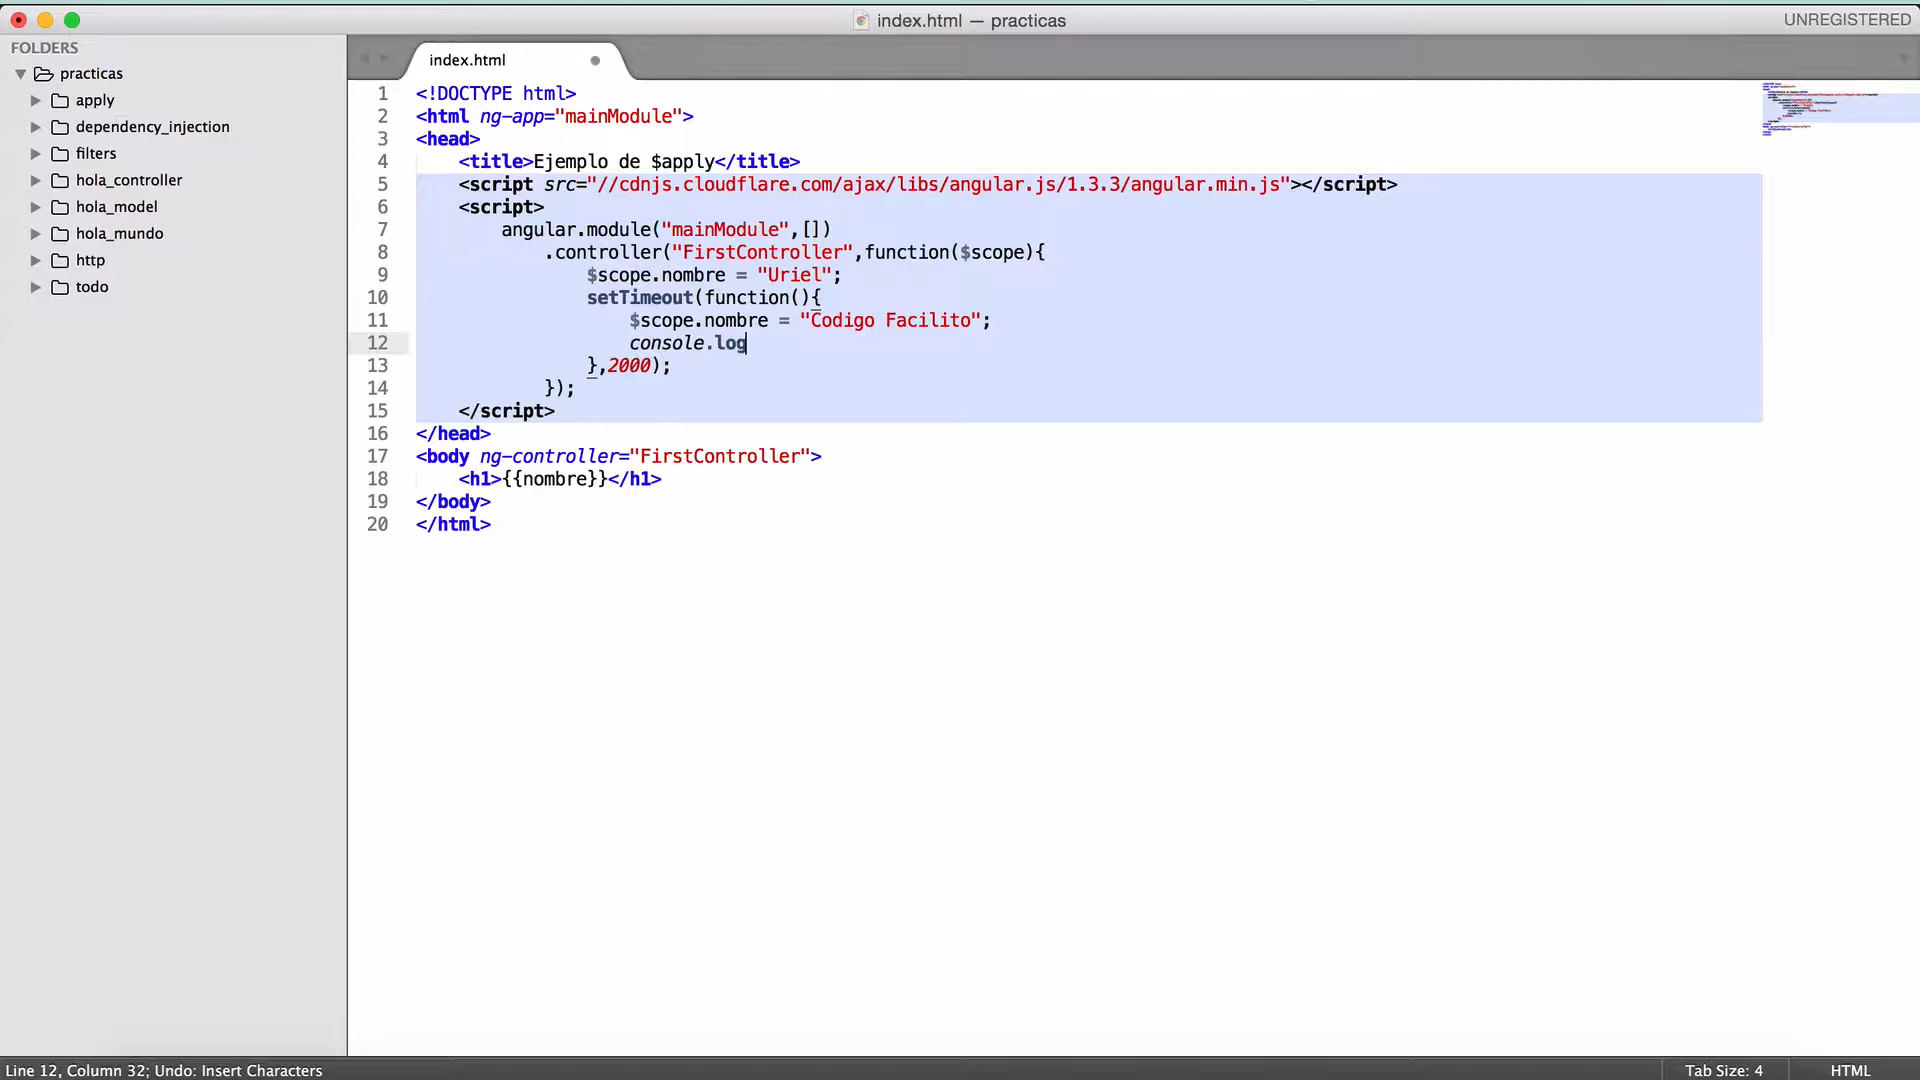 index.html — practicas
UNREGISTERED
FOLDERS
practicas
apply
dependency_injection
filters
hola_controller
hola_model
hola_mundo
http
todo
index.html
1 <!DOCTYPE html>
2 <html ng-app="mainModule">
3 <head>
4 <title>Ejemplo de $apply</title>
5 <script src="//cdnjs.cloudflare.com/ajax/libs/angular.js/1.3.3/angular.min.js"></script>
6 <script>
7 angular.module("mainModule",[])
8 .controller("FirstController",function($scope){
9 $scope.nombre = "Uriel";
10 setTimeout(function(){
11 $scope.nombre = "Codigo Facilito";
12 console.log
13 },2000);
14 });
15 </script>
16 </head>
17 <body ng-controller="FirstController">
18 <h1>{{nombre}}</h1>
19 </body>
20 </html>
Line 12, Column 32; Undo: Insert Characters
Tab Size: 4
HTML